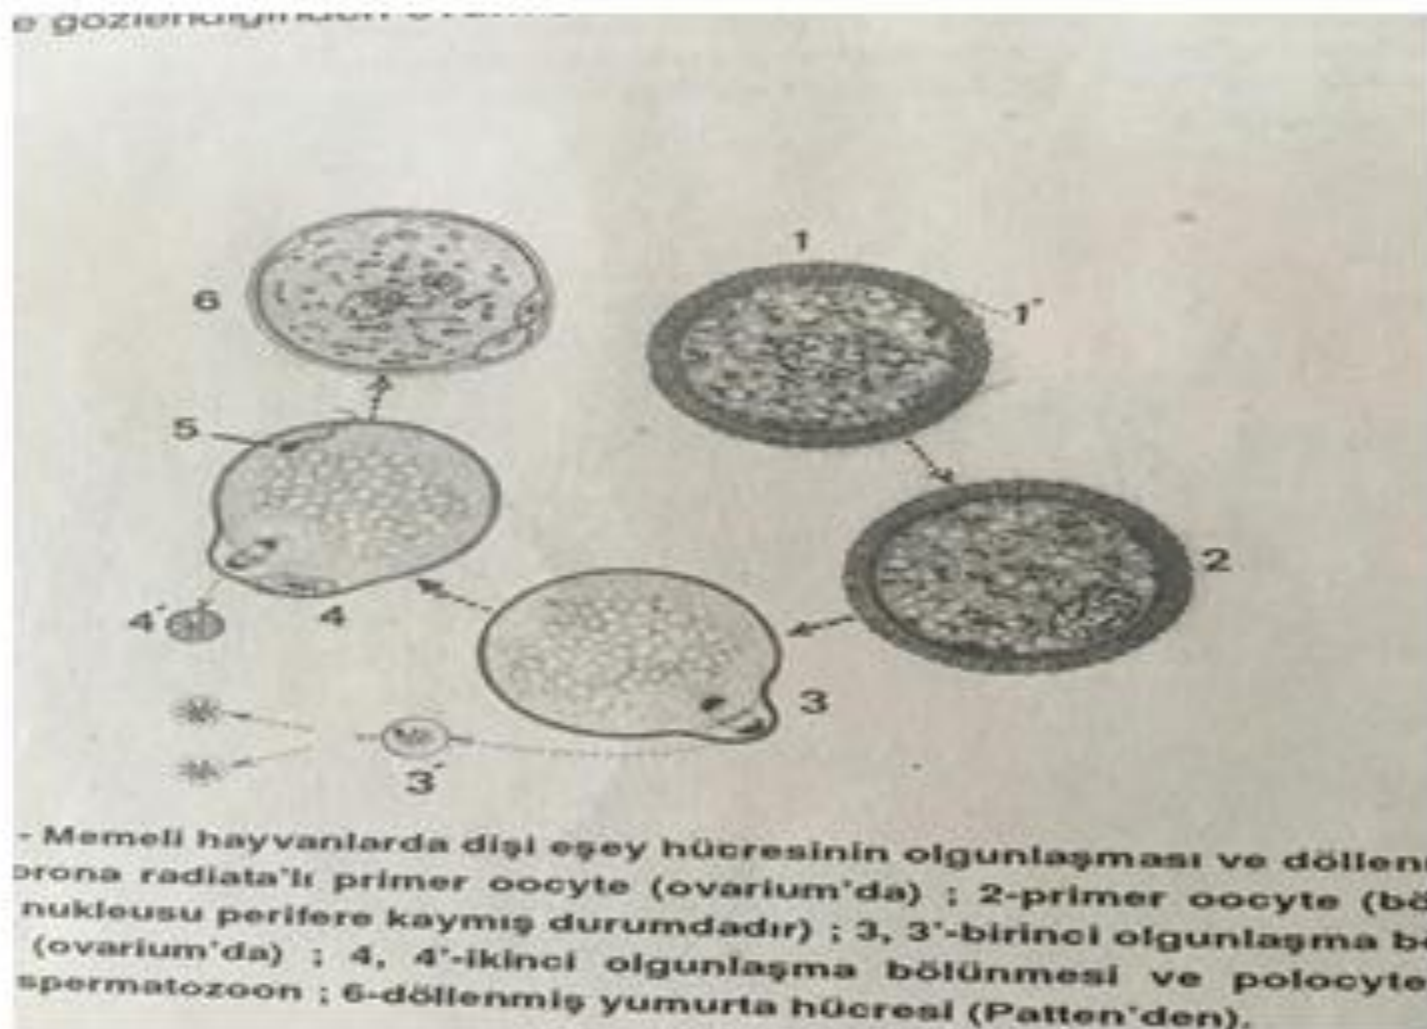 e gözlendiğinden
1
1'
6
5
2
4'
4
3
3'
- Memeli hayvanlarda dişi eşey hücresinin olgunlaşması ve döllen
orona radiata'lı primer oocyte (ovarium'da) ; 2-primer oocyte (bö
nukleusu perifere kaymış durumdadır) ; 3, 3'-birinci olgunlaşma b
(ovarium'da) ; 4, 4'-ikinci olgunlaşma bölünmesi ve polocyte
spermatozoon ; 6-döllenmiş yumurta hücresi (Patten'den).